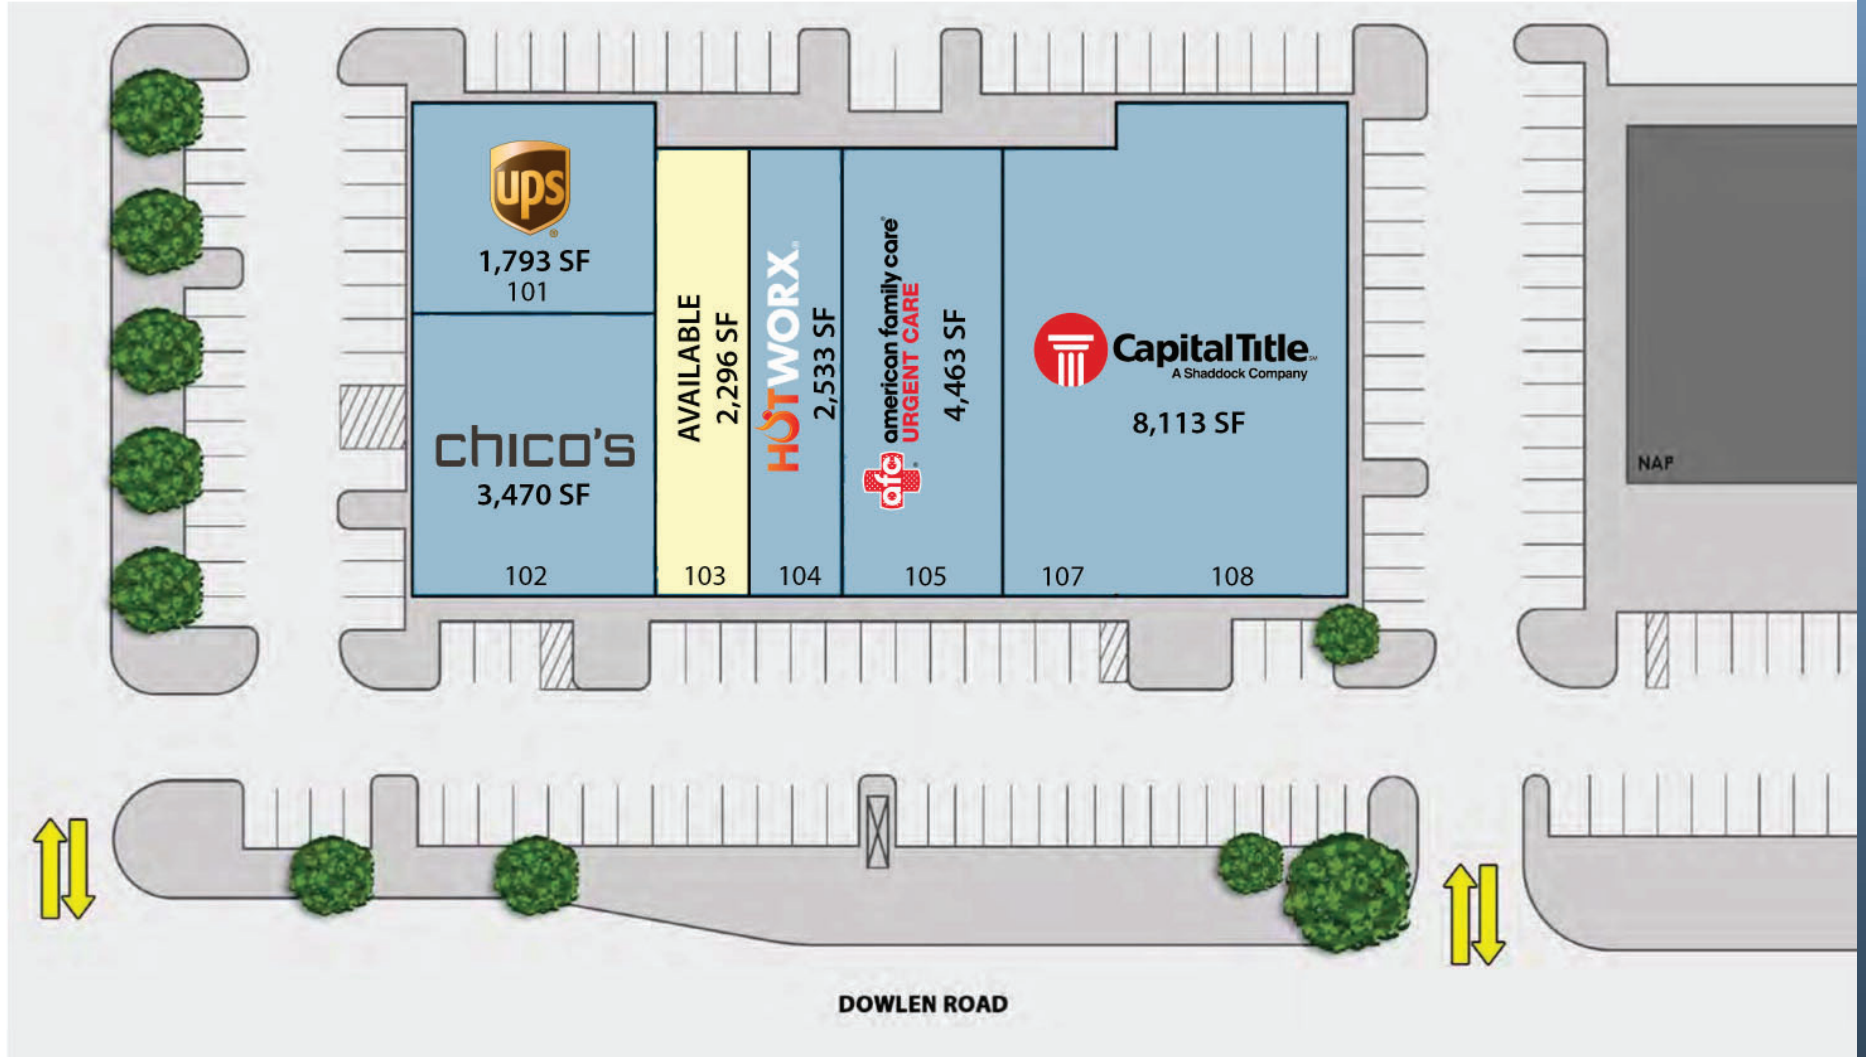 ups
1,793 SF
101
chico's
3,470 SF
102
AVAILABLE
2,296 SF
103
HOTWORX
2,533 SF
104
american family care
URGENT CARE
afc
4,463 SF
105
CapitalTitle SM
A Shaddock Company
8,113 SF
107
108
NAP
DOWLEN ROAD